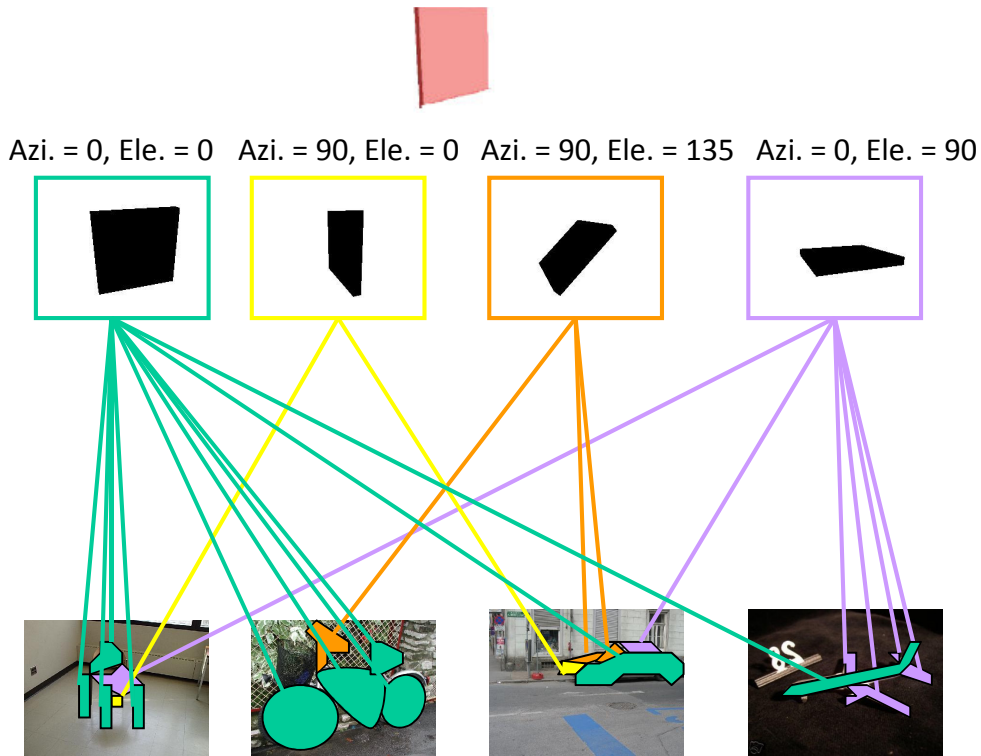 Azi. = 0, Ele. = 0
Azi. = 90, Ele. = 0
Azi. = 90, Ele. = 135
Azi. = 0, Ele. = 90